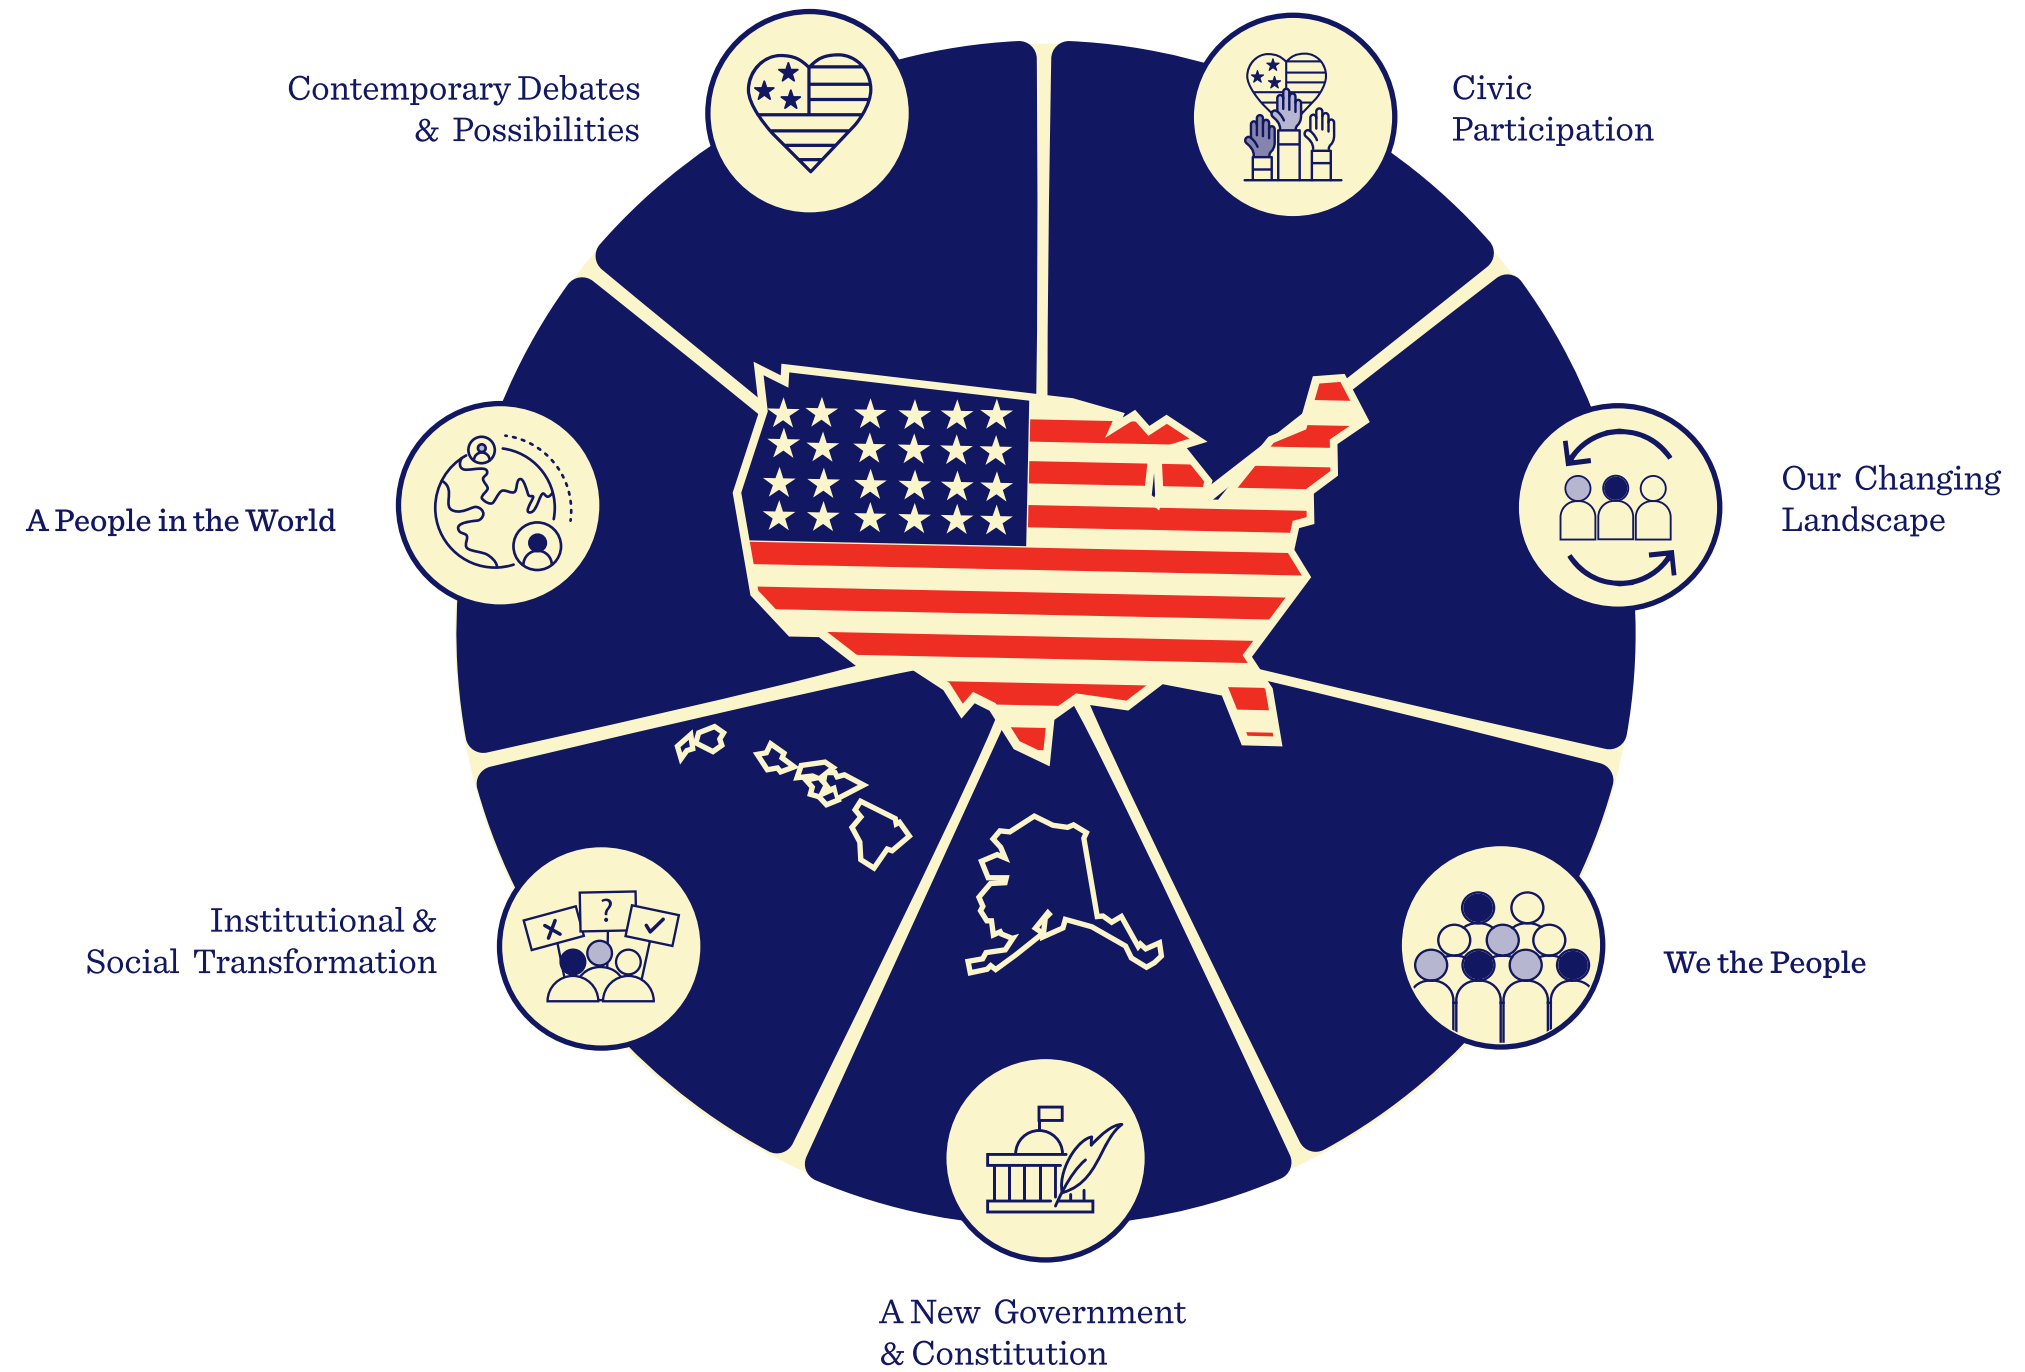 Contemporary Debates
& Possibilities
Civic
Participation
A People in the World
Our Changing
Landscape
Institutional &
Social Transformation
?
We the People
A New Government
& Constitution